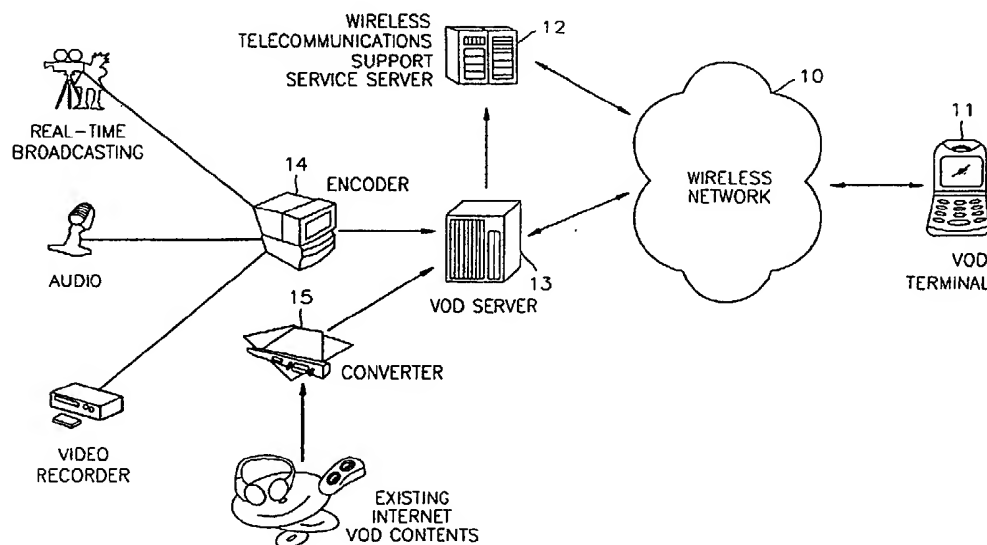 WIRELESS
TELECOMMUNICATIONS
SUPPORT
SERVICE SERVER
12
10
11
REAL-TIME
BROADCASTING
14
ENCODER
WIRELESS
NETWORK
AUDIO
13
VOD SERVER
VOD
TERMINAL
15
CONVERTER
VIDEO
RECORDER
EXISTING
INTERNET
VOD CONTENTS